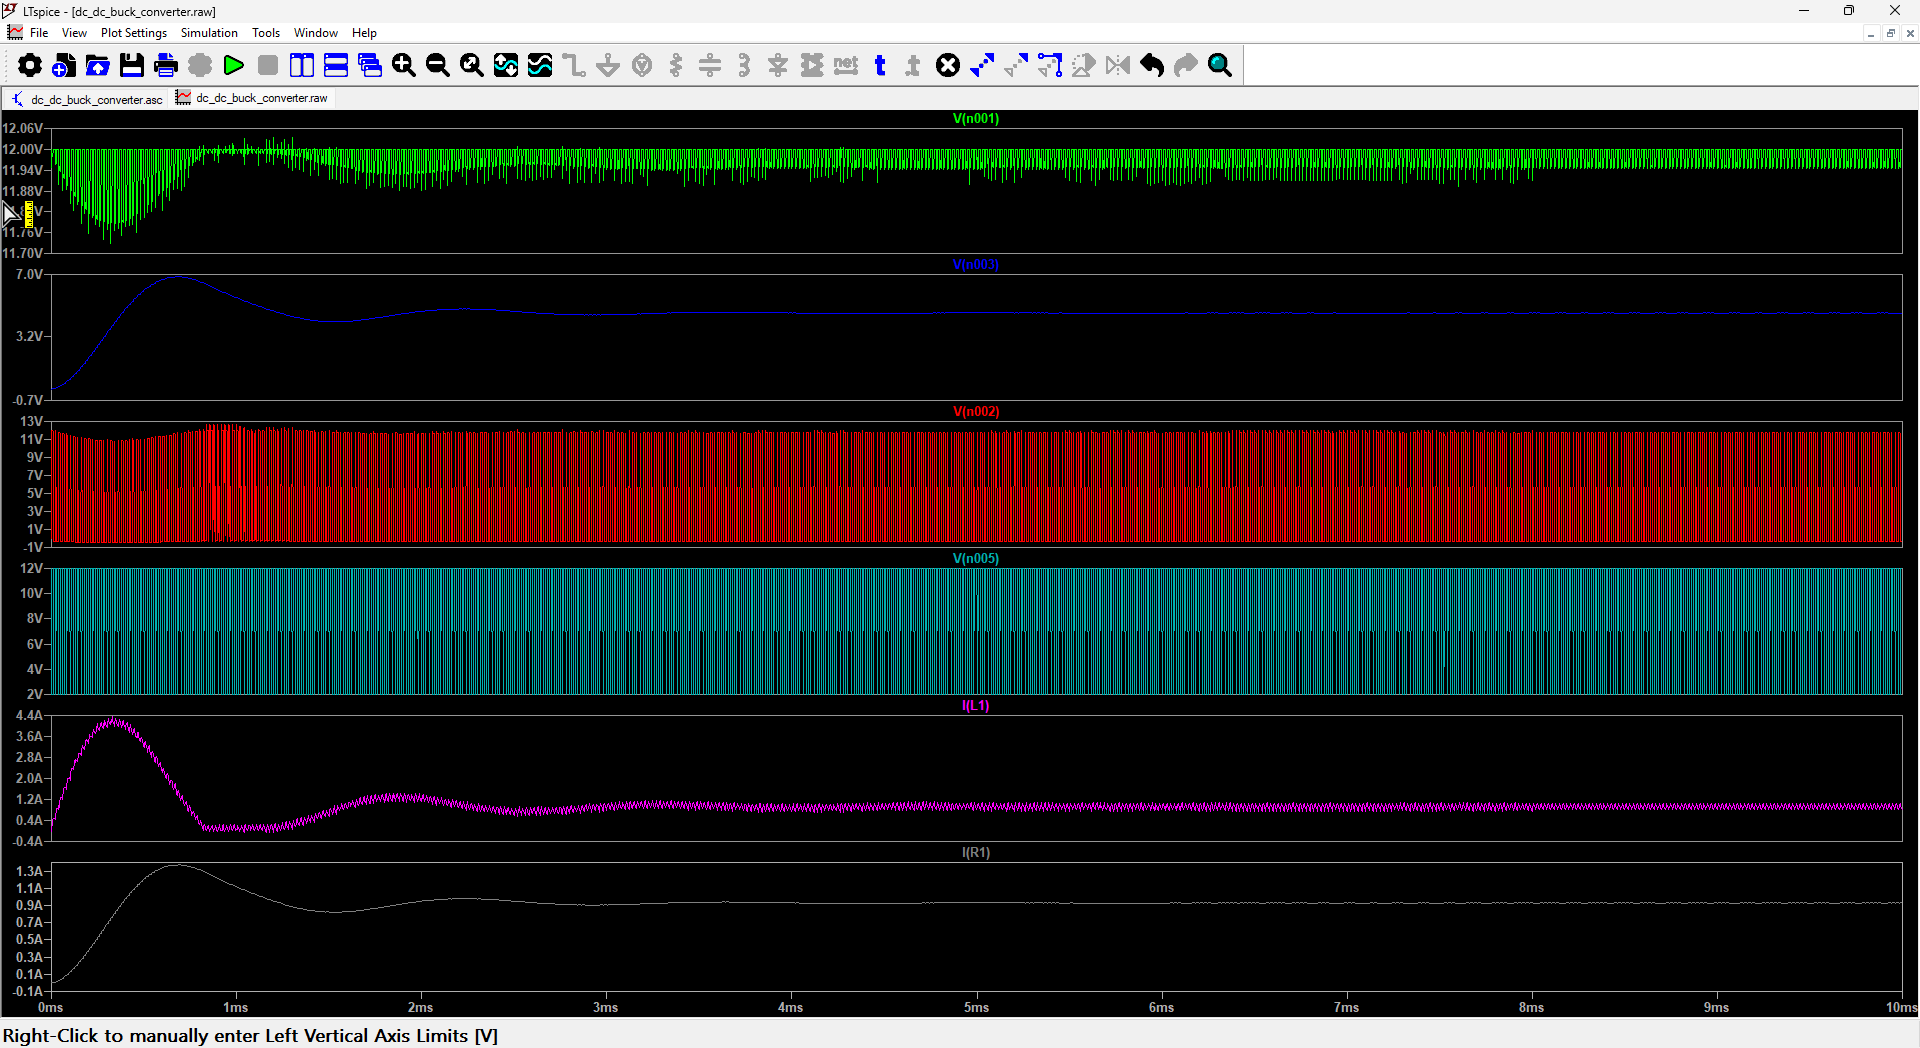 LTspice - [dc_dc_buck_converter.raw]
File View Plot Settings Simulation Tools Window Help
net t t
dc_dc_buck_converter.asc dc_dc_buck_converter.raw
V(n001)
12.06V
12.00V
11.94V
11.88V
11.76V
11.70V
V(n003)
7.0V
3.2V
-0.7V
V(n002)
13V
11V
9V
7V
5V
3V
1V
-1V
V(n005)
12V
10V
8V
6V
4V
2V
I(L1)
4.4A
3.6A
2.8A
2.0A
1.2A
0.4A
-0.4A
I(R1)
1.3A
1.1A
0.9A
0.7A
0.5A
0.3A
0.1A
-0.1A
0ms 1ms 2ms 3ms 4ms 5ms 6ms 7ms 8ms 9ms 10ms
Right-Click to manually enter Left Vertical Axis Limits [V]